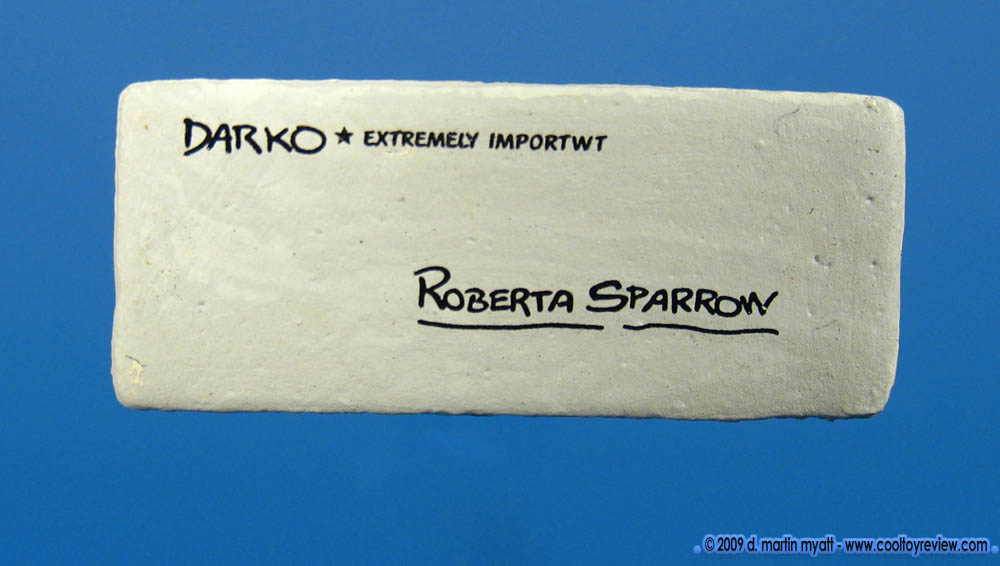 DARKO ★ EXTREMELY IMPORTWT
ROBERTA SPARROW
© 2009 d. martin myatt - www.cooltoyreview.com